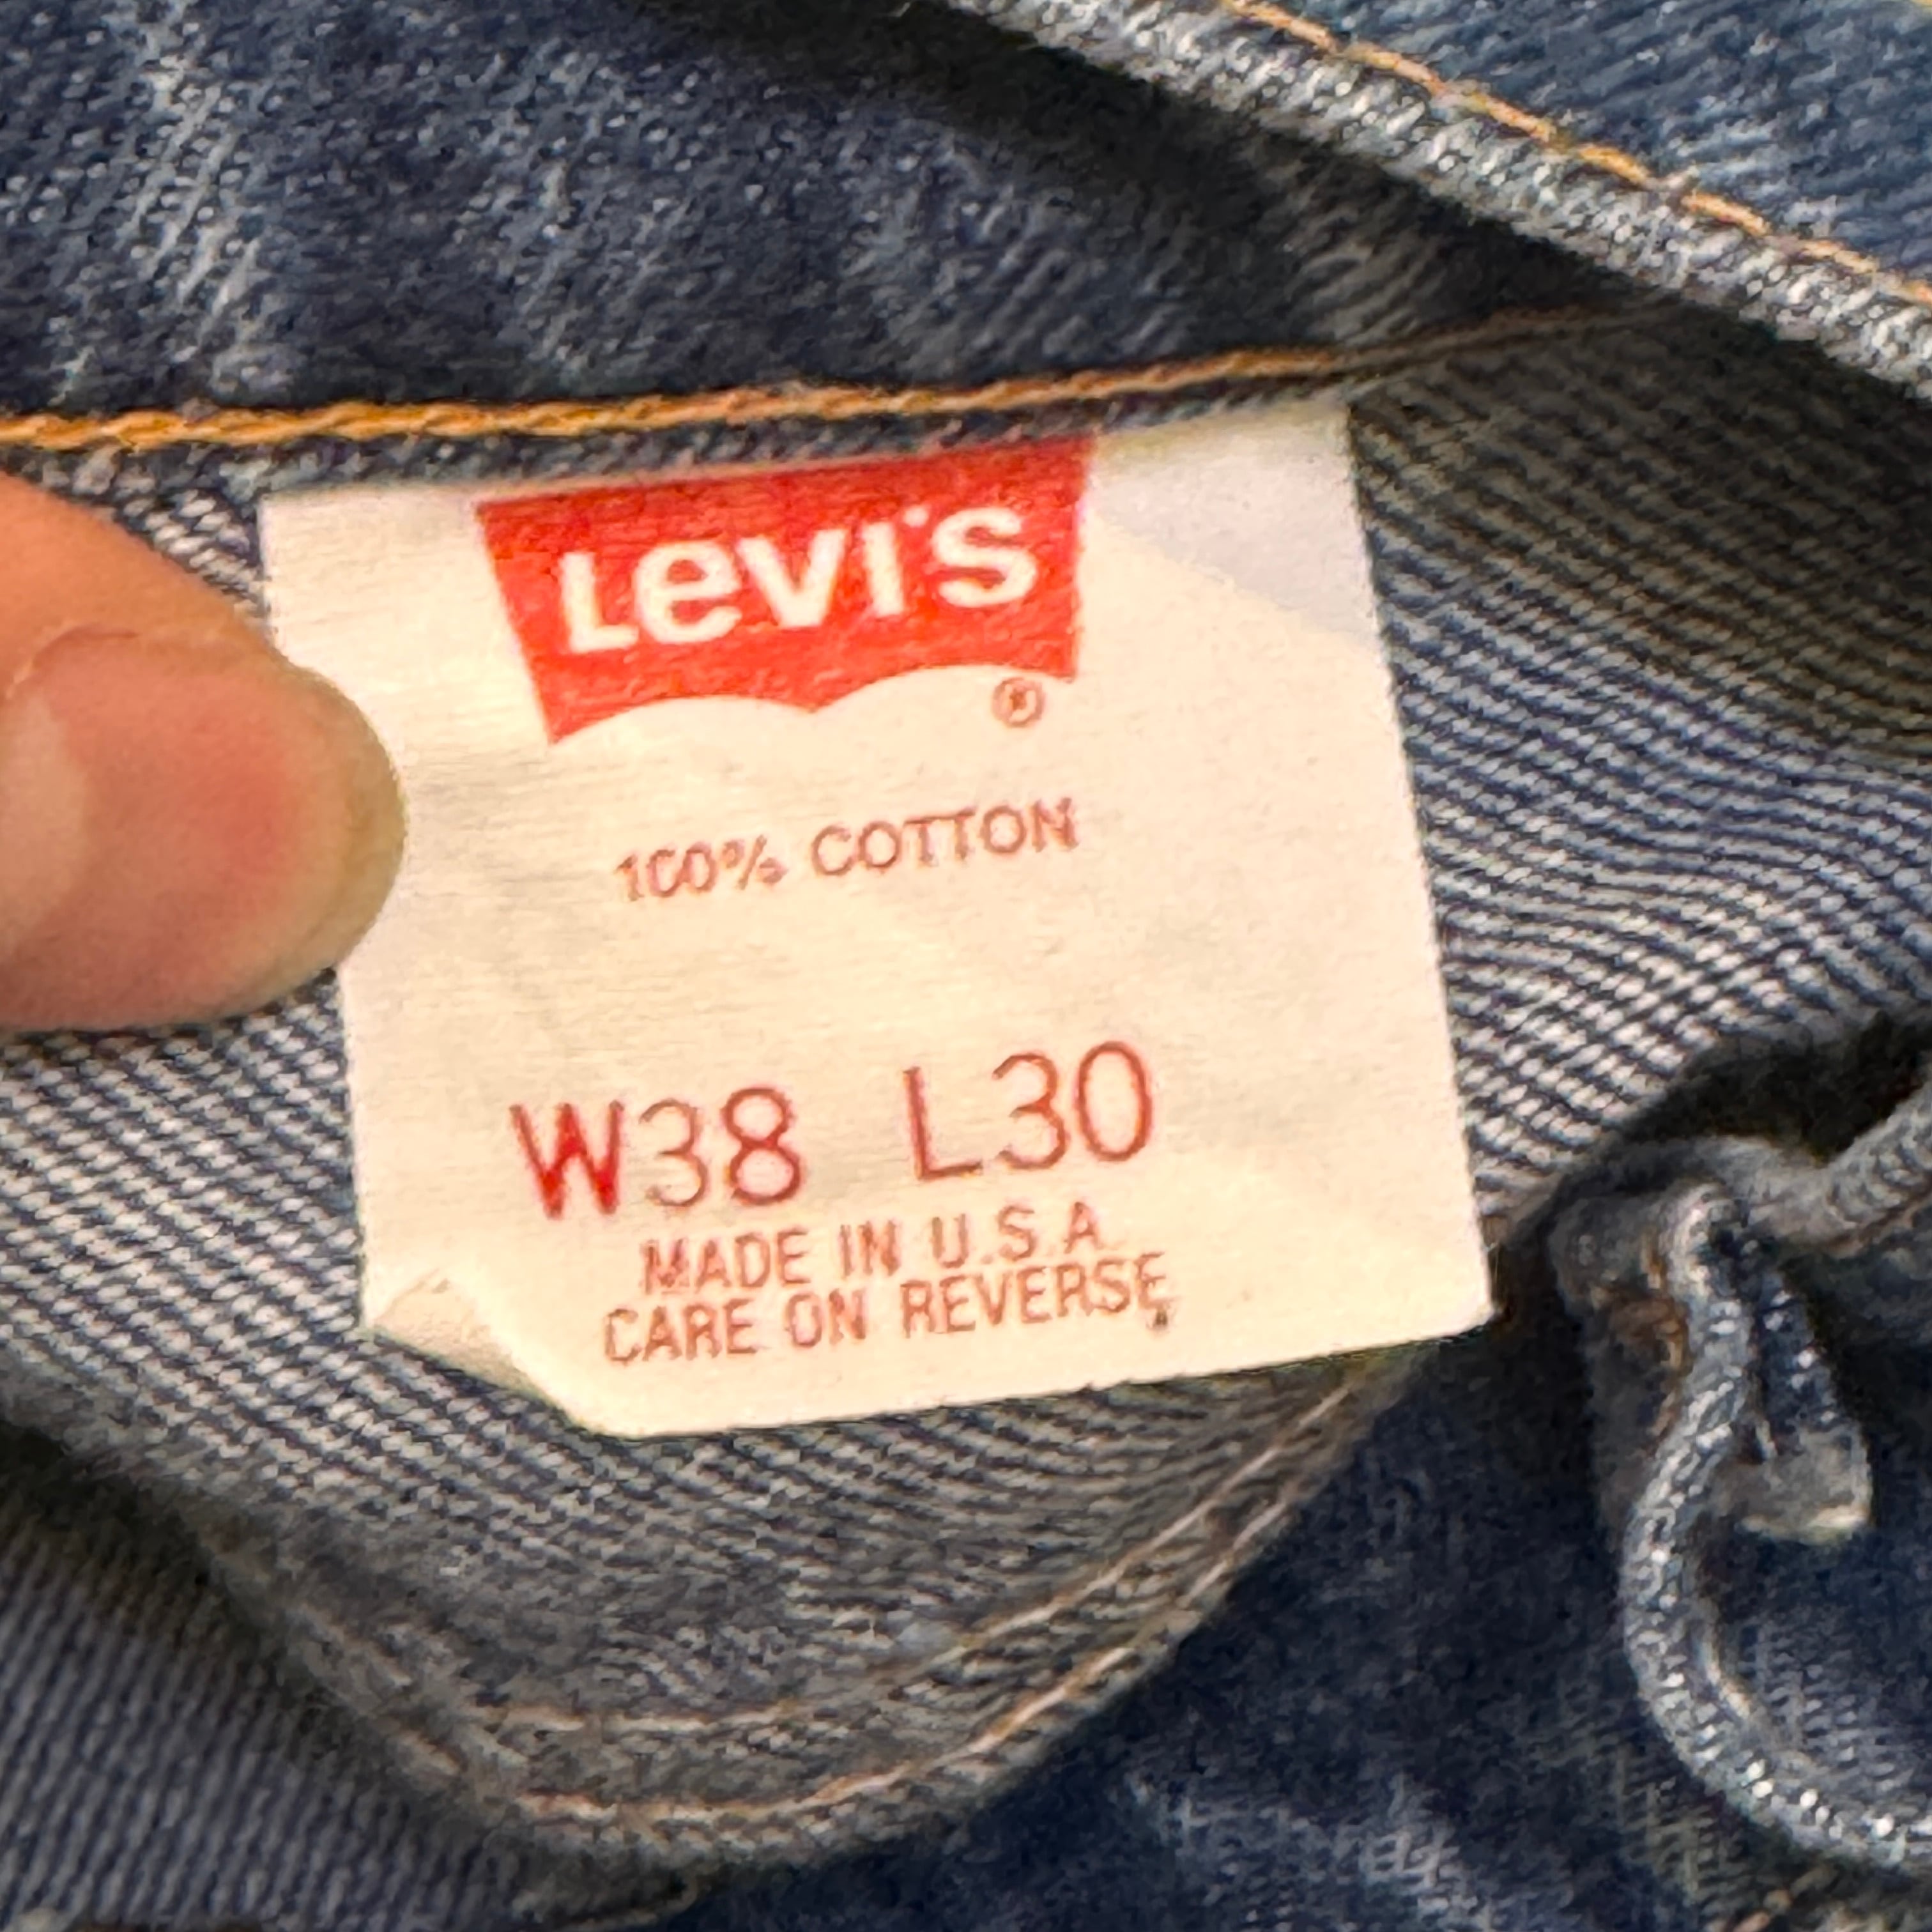 Levi's
®
100% COTTON
W38 L30
MADE IN U.S.A.
CARE ON REVERSE